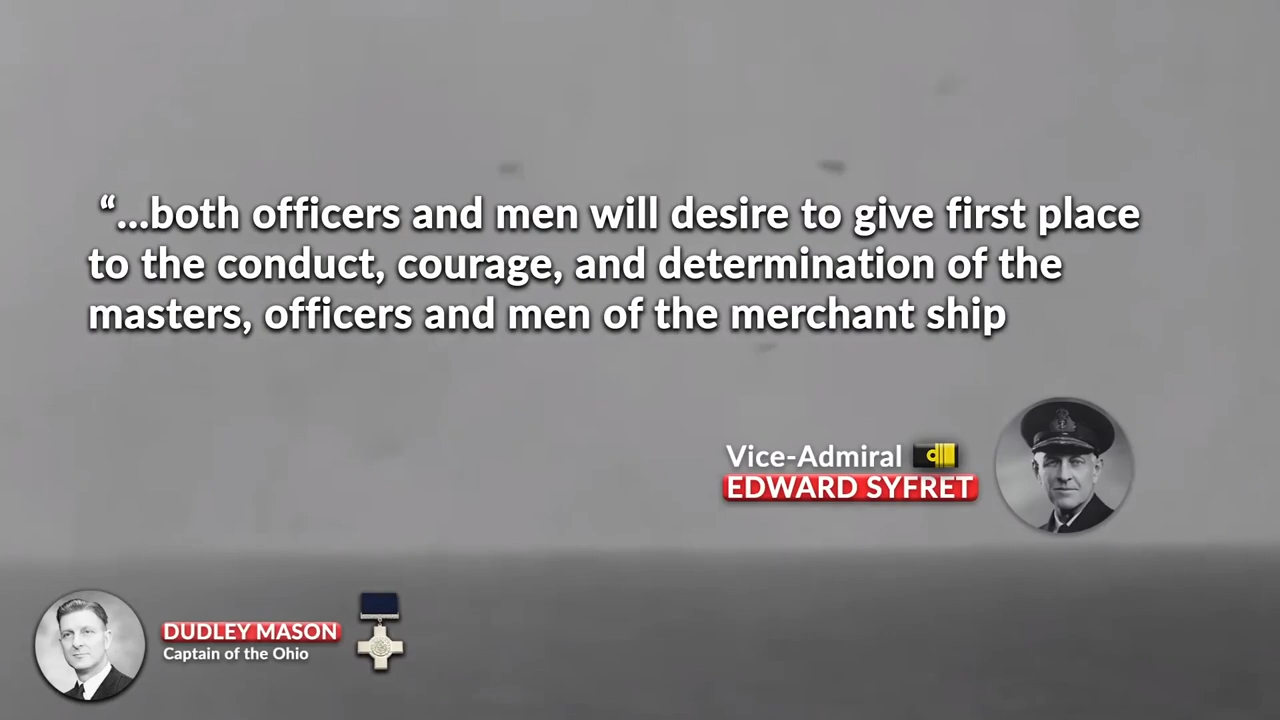 “...both officers and men will desire to give first place
to the conduct, courage, and determination of the
masters, officers and men of the merchant ship
Vice-Admiral
EDWARD SYFRET
DUDLEY MASON
Captain of the Ohio